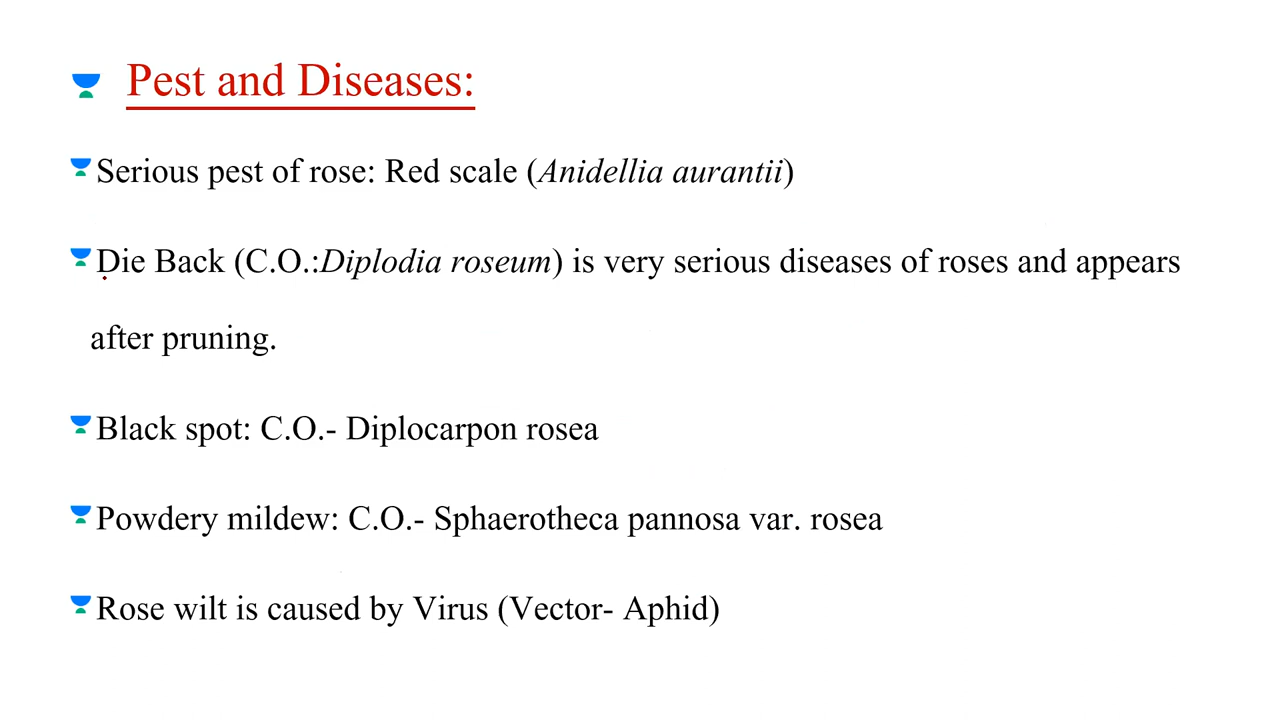 Pest and Diseases:
Serious pest of rose: Red scale (Anidellia aurantii)
Die Back (C.O.:Diplodia roseum) is very serious diseases of roses and appears
after pruning.
Black spot: C.O.- Diplocarpon rosea
Powdery mildew: C.O.- Sphaerotheca pannosa var. rosea
Rose wilt is caused by Virus (Vector- Aphid)